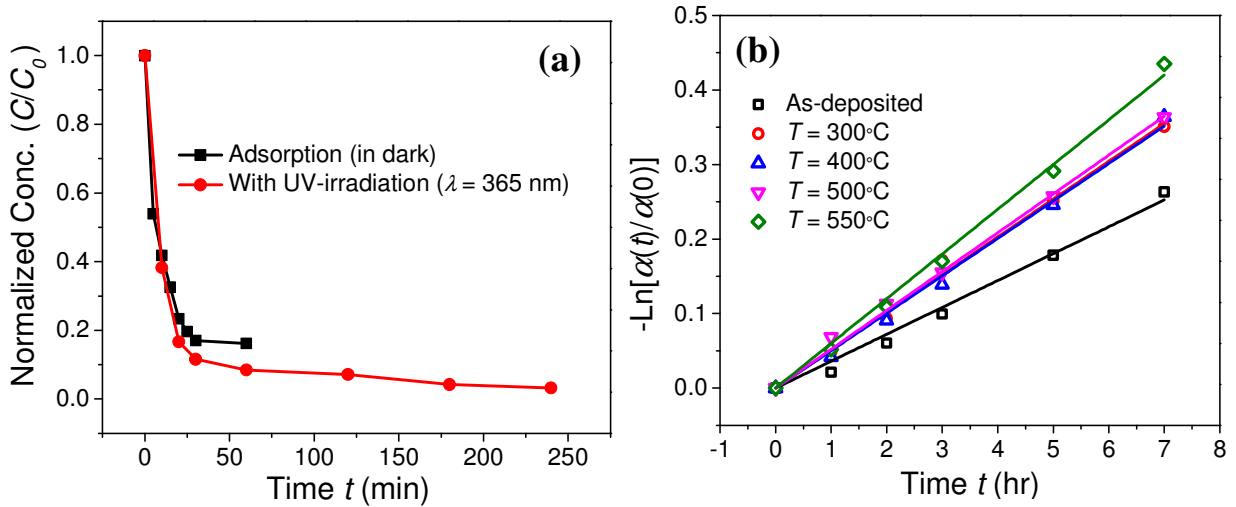 (a)
Normalized Conc. (C/C0)
1.0
0.8
0.6
0.4
0.2
0.0
Adsorption (in dark)
With UV-irradiation (λ = 365 nm)
0 50 100 150 200 250
Time t (min)
(b)
-Ln[α(t)/α(0)]
0.5
0.4
0.3
0.2
0.1
0.0
As-deposited
T = 300°C
T = 400°C
T = 500°C
T = 550°C
-1 0 1 2 3 4 5 6 7 8
Time t (hr)